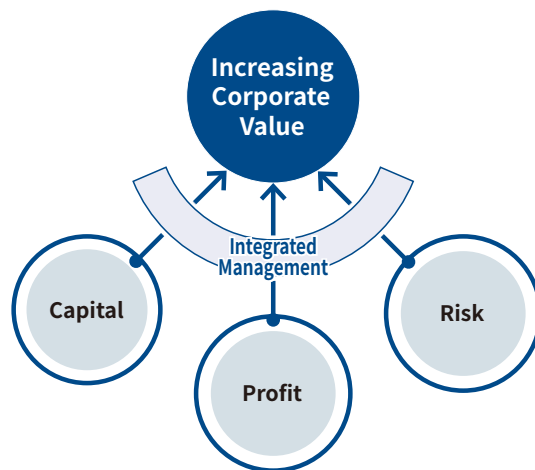 Increasing
Corporate
Value
Integrated
Management
Capital
Profit
Risk